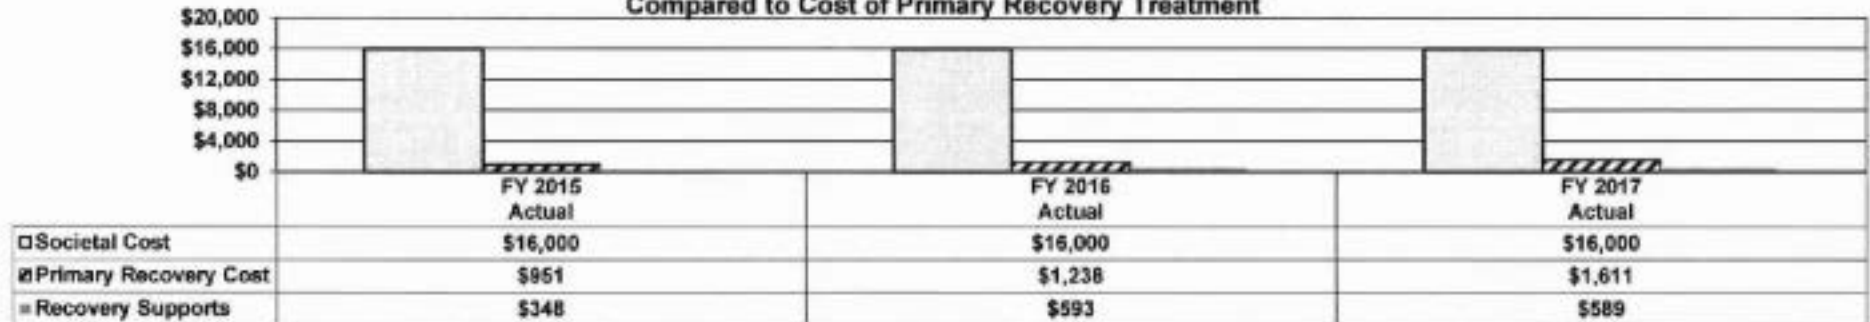 Compared to Cost of Primary Recovery Treatment
$20,000
$16,000
$12,000
$8,000
$4,000
$0
FY 2015 FY 2016 FY 2017
Actual Actual Actual
Societal Cost $16,000 $16,000 $16,000
Primary Recovery Cost $951 $1,238 $1,611
Recovery Supports $348 $593 $589